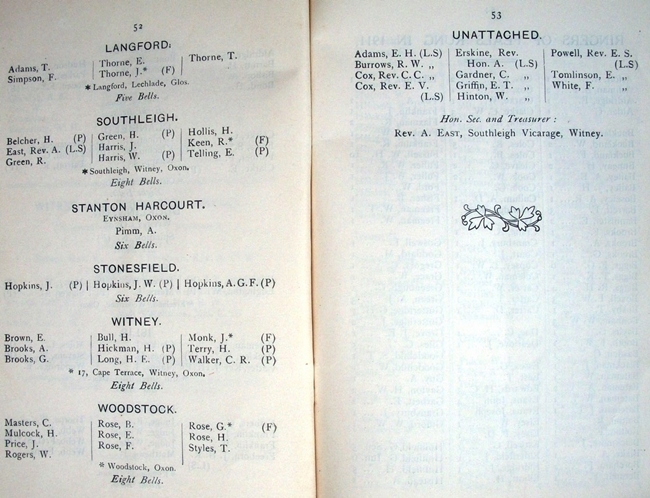 52
LANGFORD.
Adams, T. Thorne, E. Thorne, T.
Simpson, F. Thorne, J.* (F)
* Langford, Lechlade, Glos.
Five Bells.
SOUTHLEIGH.
Belcher, H. (P) Green, H. (P) Hollis, H.
East, Rev. A. (L.S) Harris, J. Keen, R.* (F)
Green, R. Harris, W. (P) Telling, E. (P)
* Southleigh, Witney, Oxon.
Eight Bells.
STANTON HARCOURT.
EYNSHAM, OXON.
Pimm, A.
Six Bells.
STONESFIELD.
Hopkins, J. (P) | Hopkins, J. W. (P) | Hopkins, A. G. F. (P)
Six Bells.
WITNEY.
Brown, E. Bull, H. Monk, J.* (F)
Brooks, A. Hickman, H. (P) Terry, H. (P)
Brooks, G. Long, H. E. (P) Walker, C. R. (P)
* 17, Cape Terrace, Witney, Oxon.
Eight Bells.
WOODSTOCK.
Masters, C. Rose, B. Rose, G.* (F)
Mulcock, H. Rose, E. Rose, H.
Price, J. Rose, F. Styles, T.
Rogers, W.
* Woodstock, Oxon.
Eight Bells.
53
UNATTACHED.
Adams, E. H. (L.S) Erskine, Rev. Powell, Rev. E. S.
Burrows, R. W. „ Hon. A. (L.S) (L.S)
Cox, Rev. C. C. „ Gardner, C. „ Tomlinson, E. „
Cox, Rev. E. V. Griffin, E. T. „ White, F. „
(L.S) Hinton, W. „
Hon. Sec. and Treasurer :
Rev. A. EAST, Southleigh Vicarage, Witney.